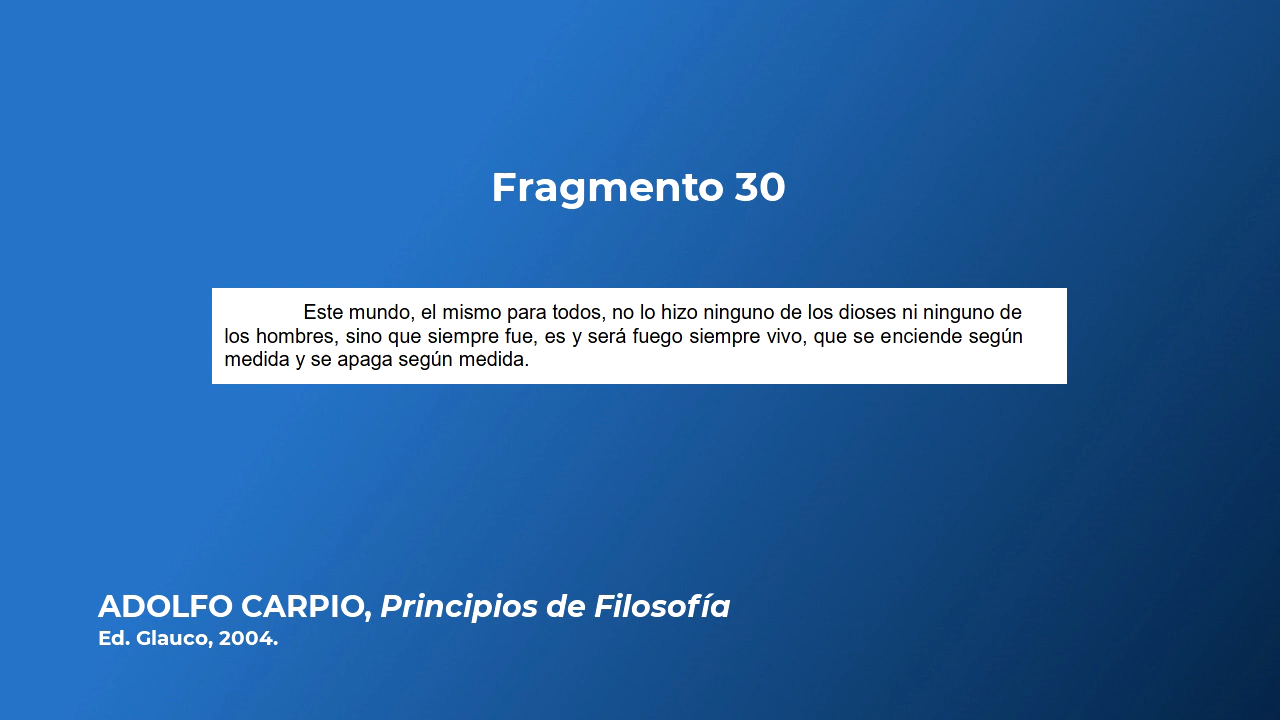 Fragmento 30
Este mundo, el mismo para todos, no lo hizo ninguno de los dioses ni ninguno de
los hombres, sino que siempre fue, es y será fuego siempre vivo, que se enciende según
medida y se apaga según medida.
ADOLFO CARPIO, Principios de Filosofía
Ed. Glauco, 2004.